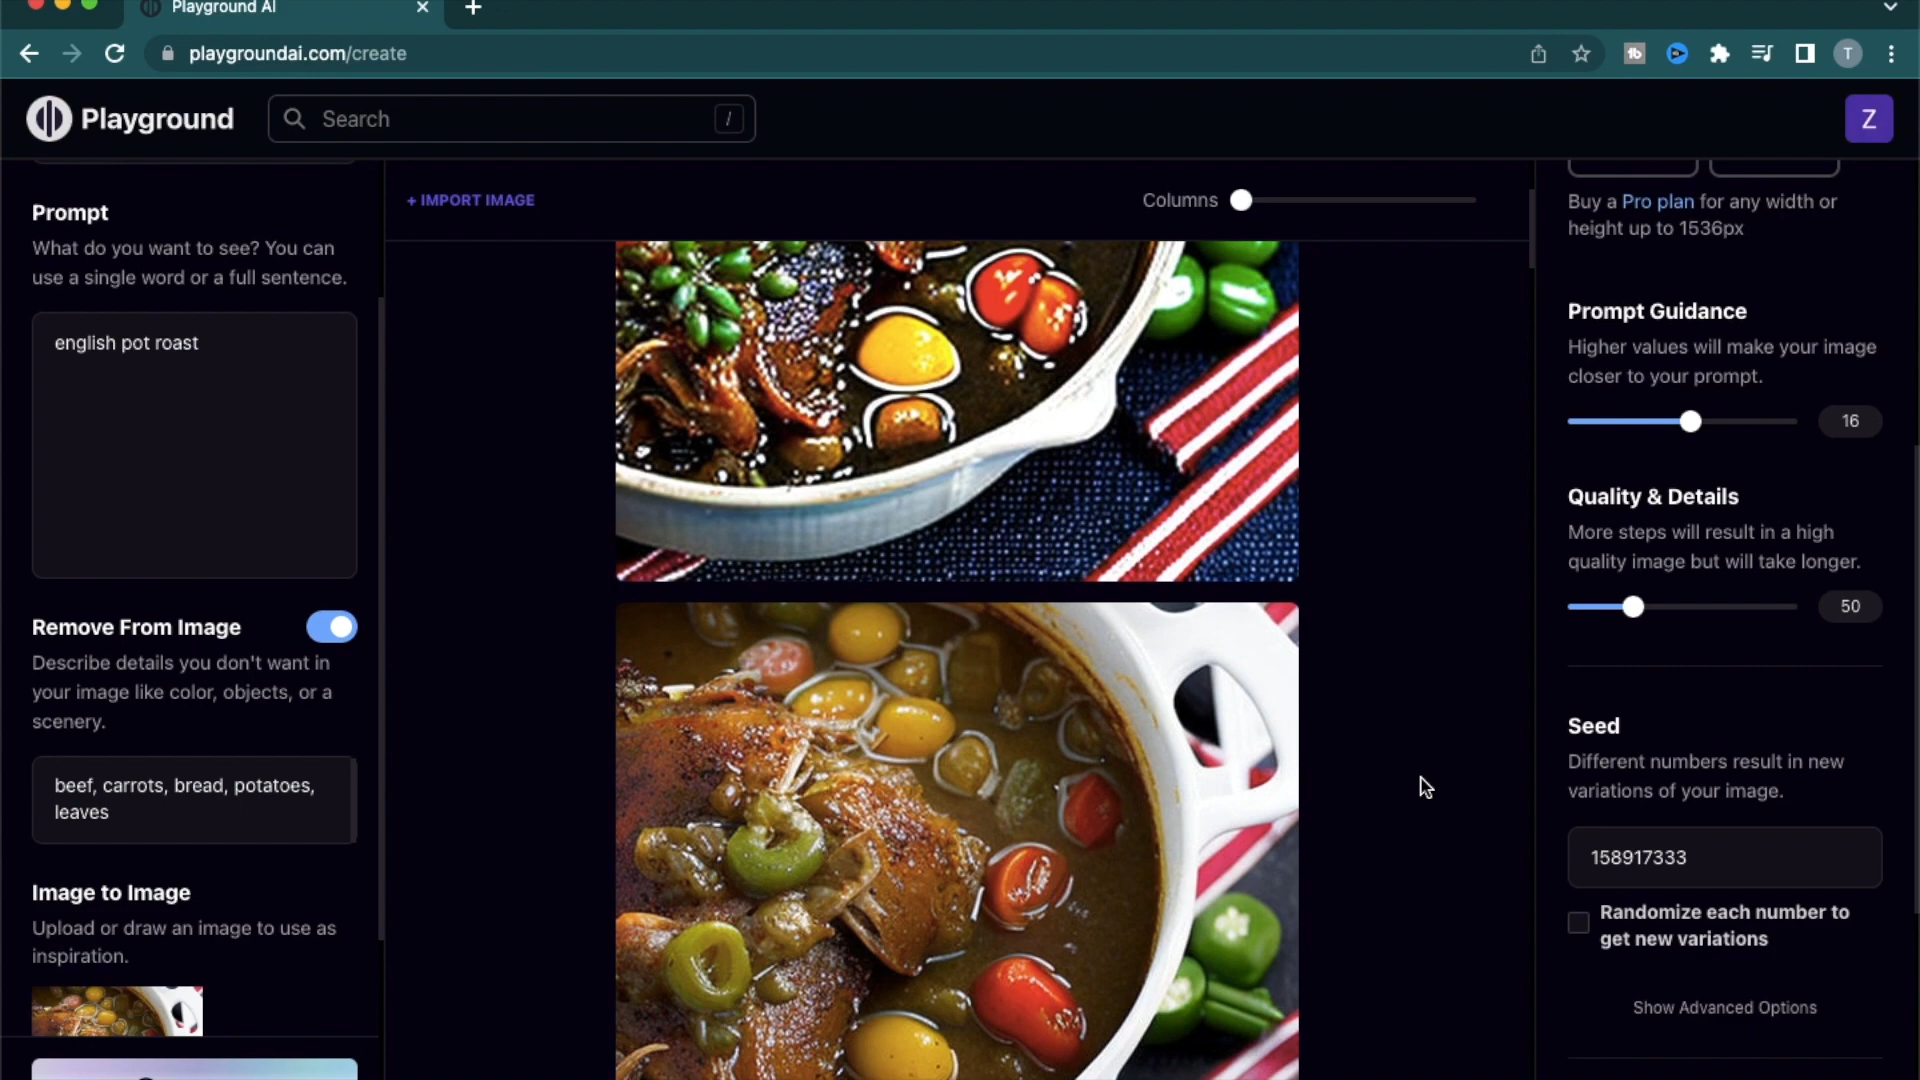 Playground AI
playgroundai.com/create
T
Playground
Search
/
Z
Prompt
What do you want to see? You can
use a single word or a full sentence.
english pot roast
Remove From Image
Describe details you don't want in
your image like color, objects, or a
scenery.
beef, carrots, bread, potatoes,
leaves
Image to Image
Upload or draw an image to use as
inspiration.
+ IMPORT IMAGE
Columns
Buy a Pro plan for any width or
height up to 1536px
Prompt Guidance
Higher values will make your image
closer to your prompt.
16
Quality & Details
More steps will result in a high
quality image but will take longer.
50
Seed
Different numbers result in new
variations of your image.
158917333
Randomize each number to
get new variations
Show Advanced Options